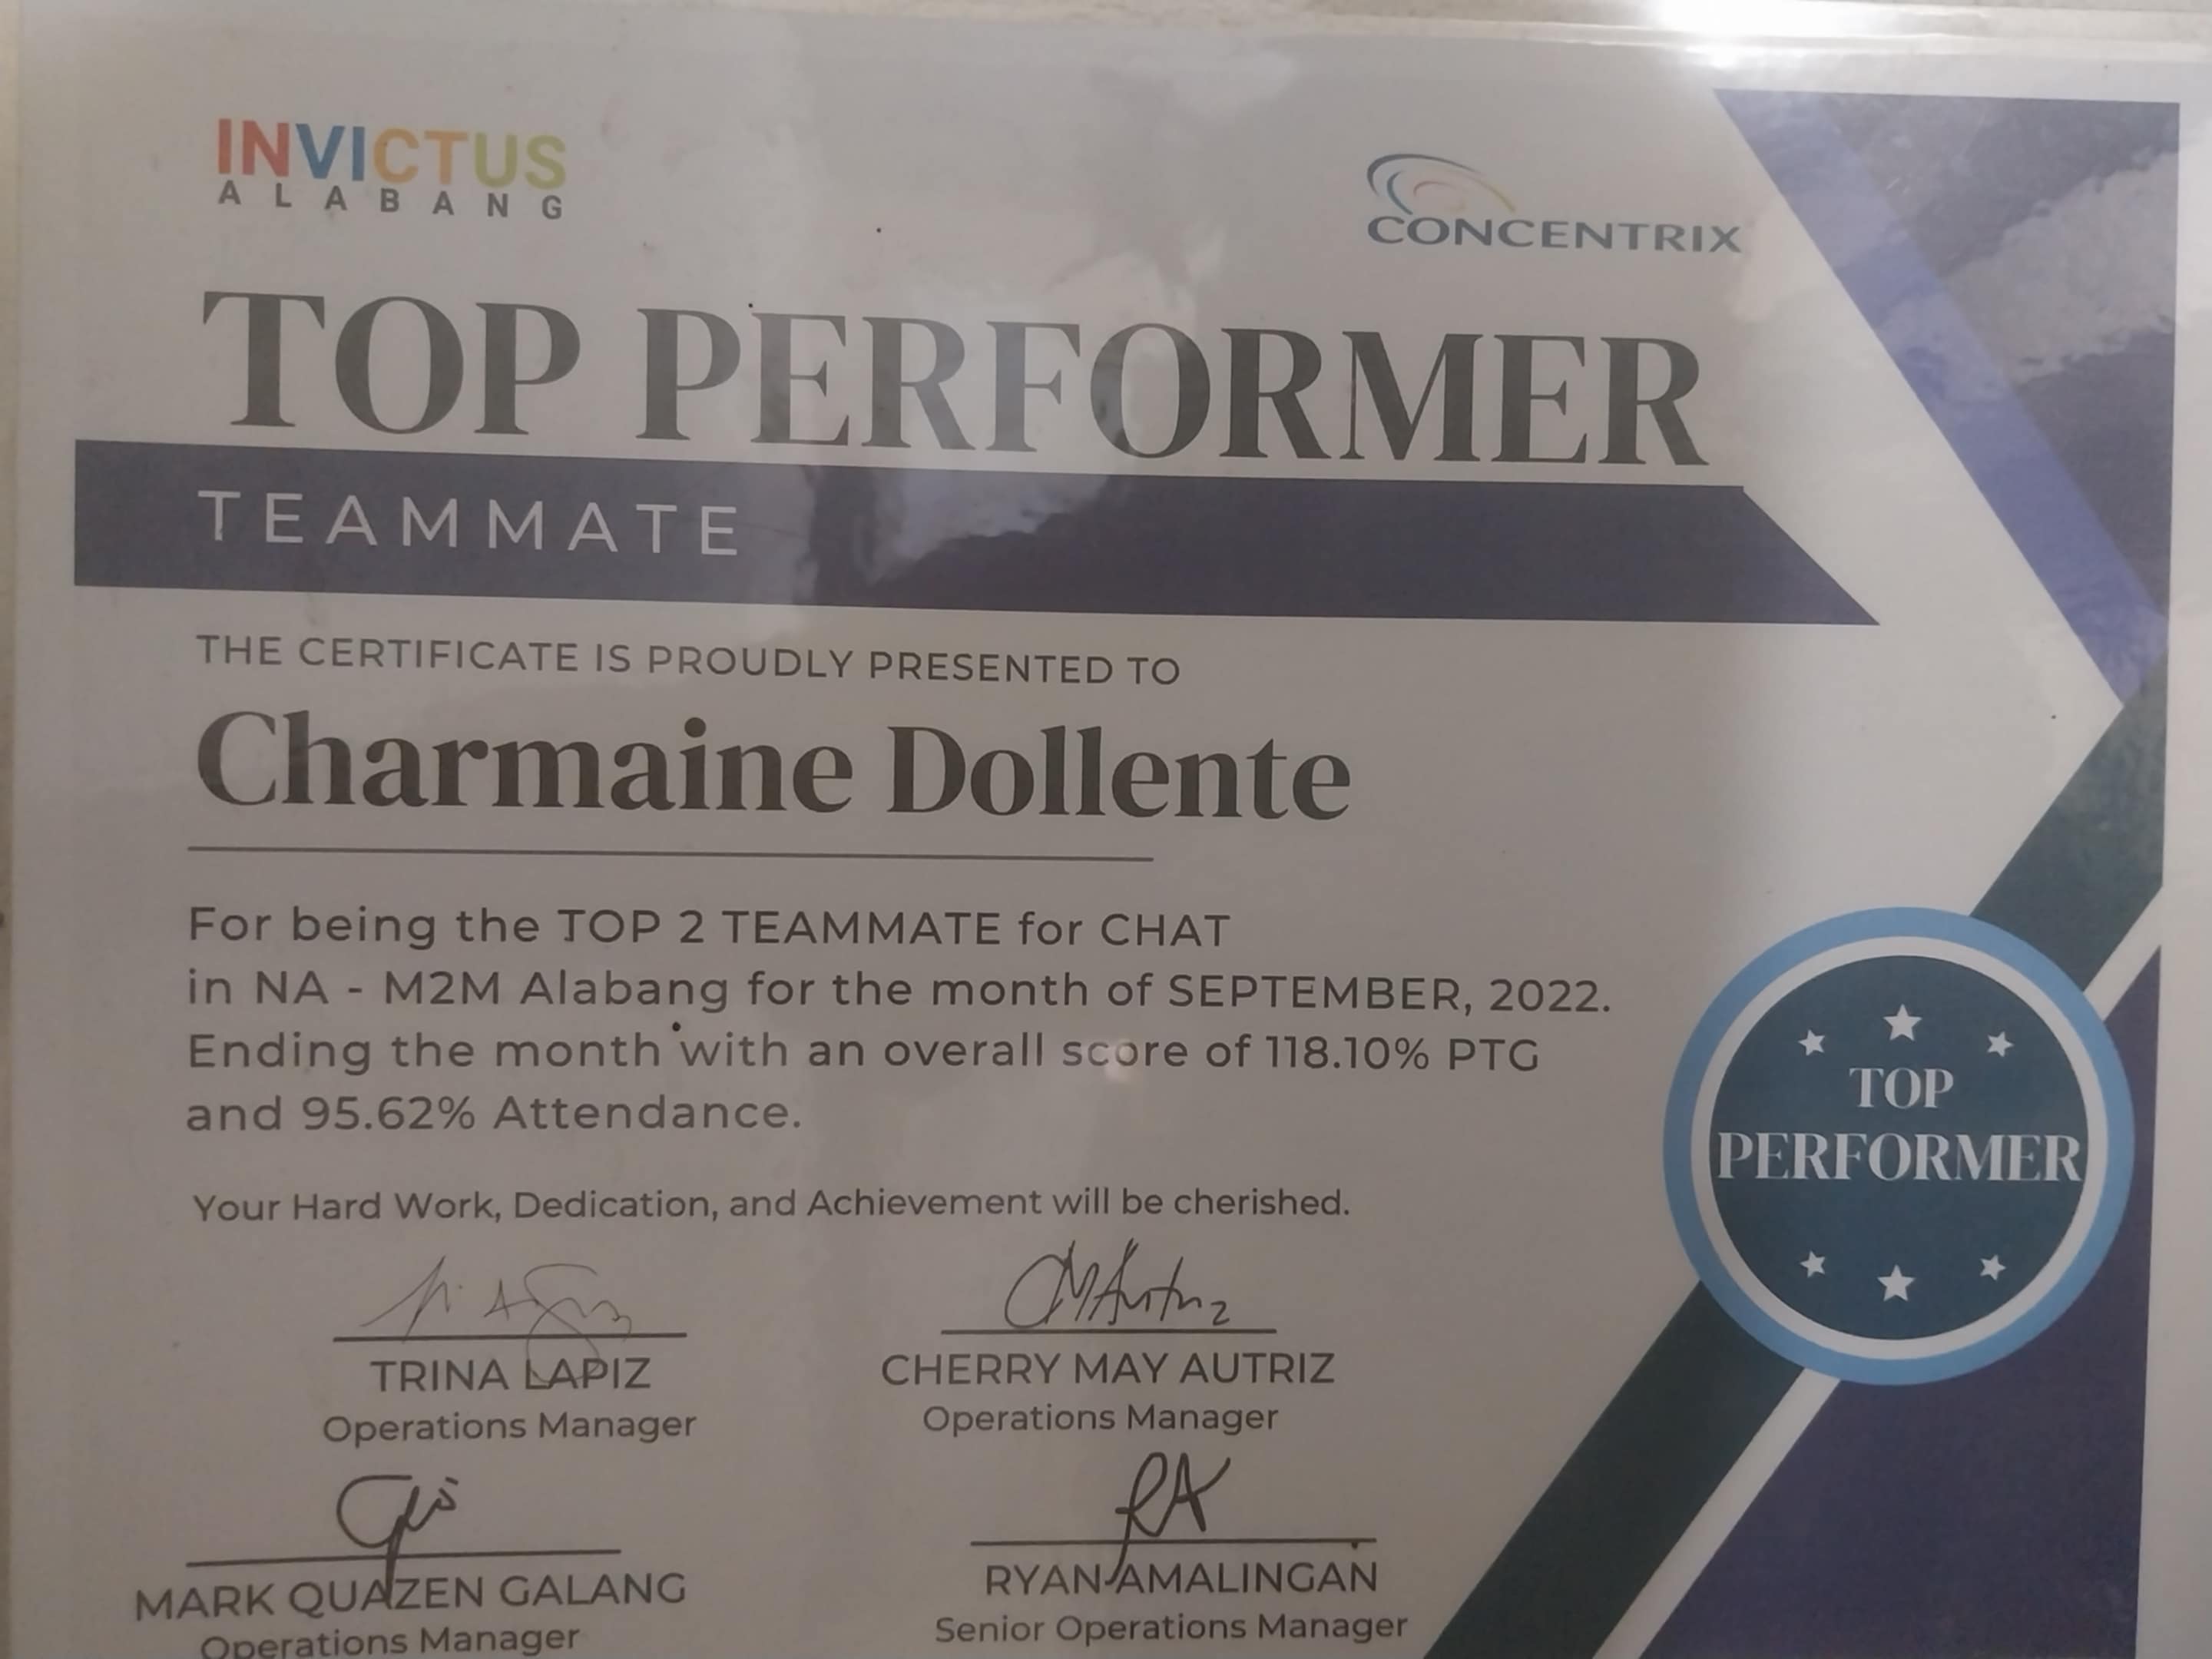 INVICTUS
ALABANG
CONCENTRIX
TOP PERFORMER
TEAMMATE
THE CERTIFICATE IS PROUDLY PRESENTED TO
Charmaine Dollente
For being the TOP 2 TEAMMATE for CHAT
in NA - M2M Alabang for the month of SEPTEMBER, 2022.
Ending the month with an overall score of 118.10% PTG
and 95.62% Attendance.
Your Hard Work, Dedication, and Achievement will be cherished.
TOP
PERFORMER
TRINA LAPIZ
Operations Manager
CHERRY MAY AUTRIZ
Operations Manager
MARK QUAZEN GALANG
Operations Manager
RYAN AMALINGAN
Senior Operations Manager